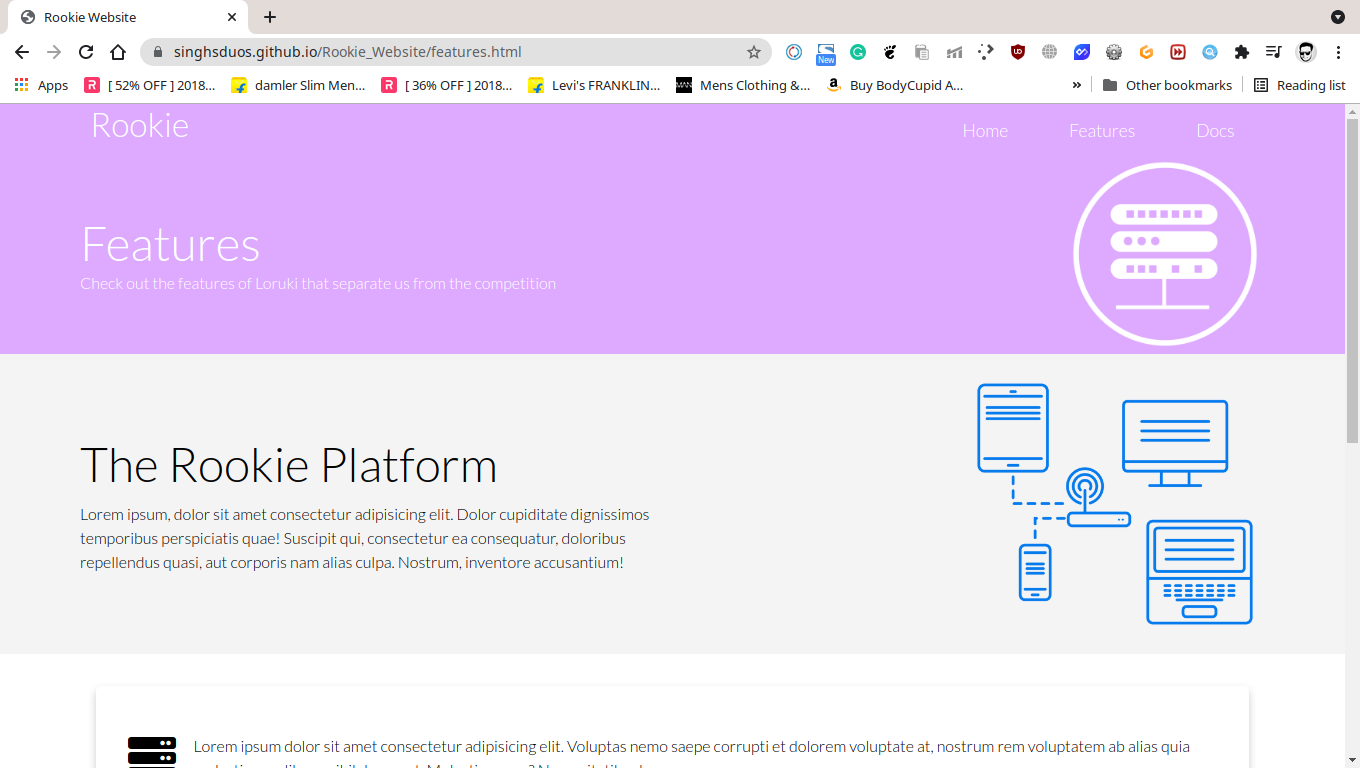 Rookie Website
singhsduos.github.io/Rookie_Website/features.html
New
Apps
[ 52% OFF ] 2018...
damler Slim Men...
[ 36% OFF ] 2018...
Levi's FRANKLIN...
Mens Clothing &...
Buy BodyCupid A...
»
Other bookmarks
Reading list
Rookie
Home
Features
Docs
Features
Check out the features of Loruki that separate us from the competition
The Rookie Platform
Lorem ipsum, dolor sit amet consectetur adipisicing elit. Dolor cupiditate dignissimos
temporibus perspiciatis quae! Suscipit qui, consectetur ea consequatur, doloribus
repellendus quasi, aut corporis nam alias culpa. Nostrum, inventore accusantium!
Lorem ipsum dolor sit amet consectetur adipisicing elit. Voluptas nemo saepe corrupti et dolorem voluptate at, nostrum rem voluptatem ab alias quia